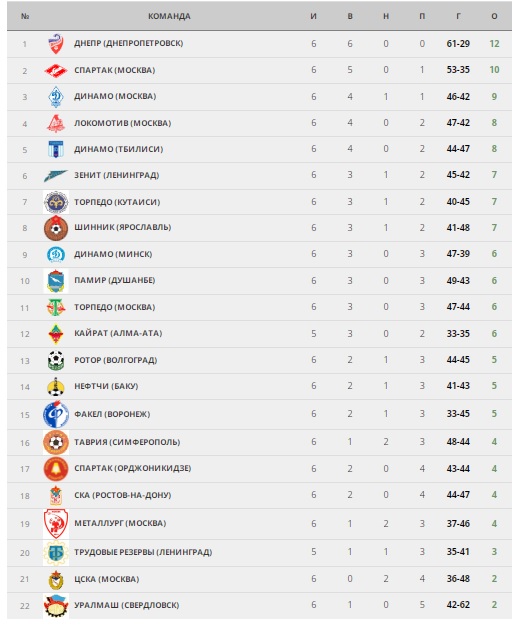 № КОМАНДА И В Н П Г О
1 ДНЕПР (ДНЕПРОПЕТРОВСК) 6 6 0 0 61-29 12
2 СПАРТАК (МОСКВА) 6 5 0 1 53-35 10
3 ДИНАМО (МОСКВА) 6 4 1 1 46-42 9
4 ЛОКОМОТИВ (МОСКВА) 6 4 0 2 47-42 8
5 ДИНАМО (ТБИЛИСИ) 6 4 0 2 44-47 8
6 ЗЕНИТ (ЛЕНИНГРАД) 6 3 1 2 45-42 7
7 ТОРПЕДО (КУТАИСИ) 6 3 1 2 40-45 7
8 ШИННИК (ЯРОСЛАВЛЬ) 6 3 1 2 41-48 7
9 ДИНАМО (МИНСК) 6 3 0 3 47-39 6
10 ПАМИР (ДУШАНБЕ) 6 3 0 3 49-43 6
11 ТОРПЕДО (МОСКВА) 6 3 0 3 47-44 6
12 КАЙРАТ (АЛМА-АТА) 5 3 0 2 33-35 6
13 РОТОР (ВОЛГОГРАД) 6 2 1 3 44-45 5
14 НЕФТЧИ (БАКУ) 6 2 1 3 41-43 5
15 ФАКЕЛ (ВОРОНЕЖ) 6 2 1 3 33-45 5
16 ТАВРИЯ (СИМФЕРОПОЛЬ) 6 1 2 3 48-44 4
17 СПАРТАК (ОРДЖОНИКИДЗЕ) 6 2 0 4 43-44 4
18 СКА (РОСТОВ-НА-ДОНУ) 6 2 0 4 44-47 4
19 МЕТАЛЛУРГ (МОСКВА) 6 1 2 3 37-46 4
20 ТРУДОВЫЕ РЕЗЕРВЫ (ЛЕНИНГРАД) 5 1 1 3 35-41 3
21 ЦСКА (МОСКВА) 6 0 2 4 36-48 2
22 УРАЛМАШ (СВЕРДЛОВСК) 6 1 0 5 42-62 2